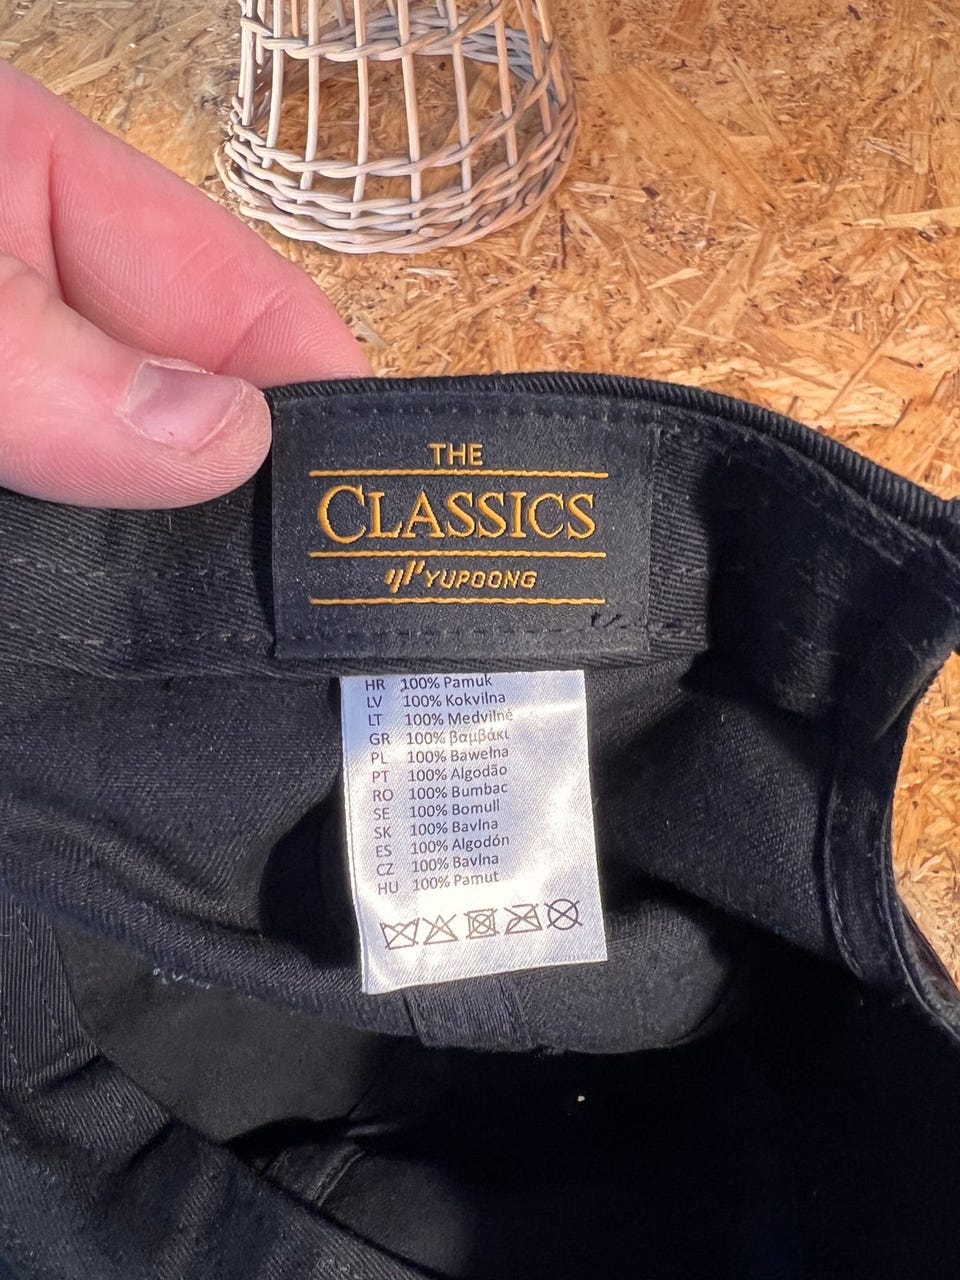 THE
CLASSICS
YUPOONG
HR 100% Pamuk
LV 100% Kokvilna
LT 100% Medvilnė
GR 100% Βαμβάκι
PL 100% Bawełna
PT 100% Algodão
RO 100% Bumbac
SE 100% Bomull
SK 100% Bavlna
ES 100% Algodón
CZ 100% Bavlna
HU 100% Pamut